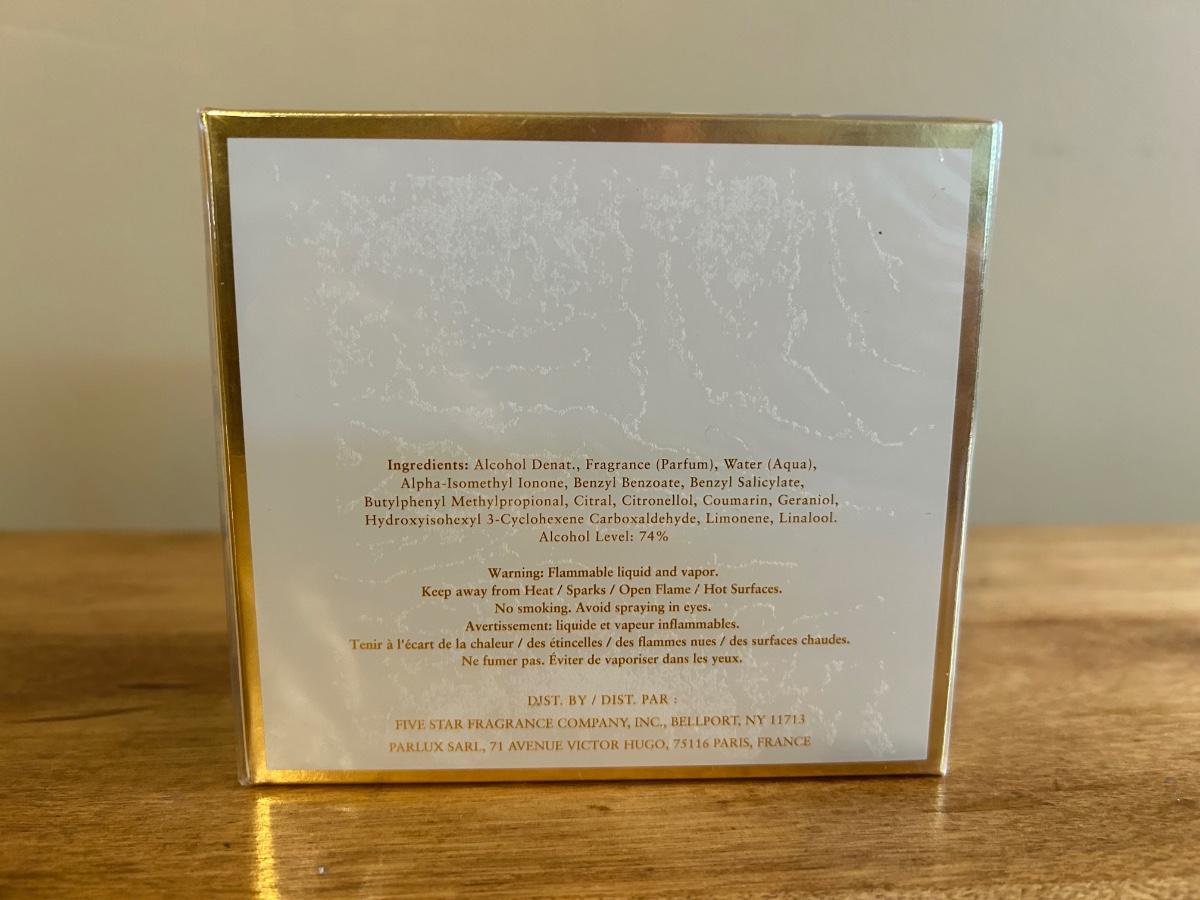 Ingredients: Alcohol Denat., Fragrance (Parfum), Water (Aqua),
Alpha-Isomethyl Ionone, Benzyl Benzoate, Benzyl Salicylate,
Butylphenyl Methylpropional, Citral, Citronellol, Coumarin, Geraniol,
Hydroxyisohexyl 3-Cyclohexene Carboxaldehyde, Limonene, Linalool.
Alcohol Level: 74%
Warning: Flammable liquid and vapor.
Keep away from Heat / Sparks / Open Flame / Hot Surfaces.
No smoking. Avoid spraying in eyes.
Avertissement: liquide et vapeur inflammables.
Tenir à l'écart de la chaleur / des étincelles / des flammes nues / des surfaces chaudes.
Ne fumer pas. Éviter de vaporiser dans les yeux.
DIST. BY / DIST. PAR :
FIVE STAR FRAGRANCE COMPANY, INC., BELLPORT, NY 11713
PARLUX SARL, 71 AVENUE VICTOR HUGO, 75116 PARIS, FRANCE